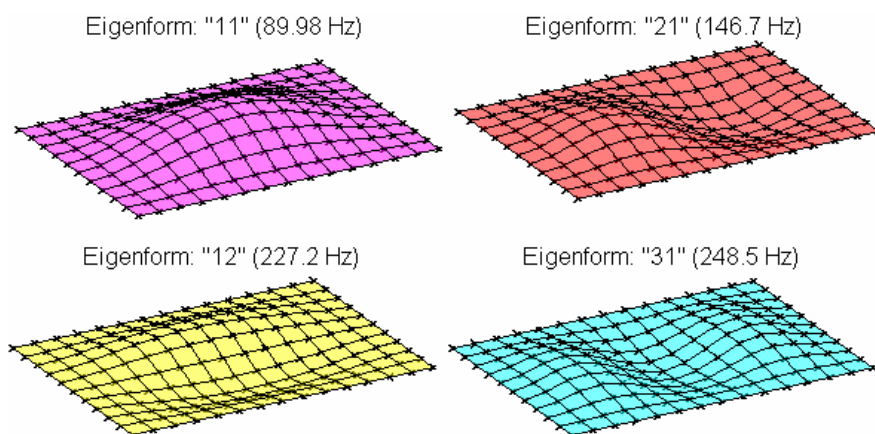 Eigenform: "11" (89.98 Hz)
Eigenform: "21" (146.7 Hz)
Eigenform: "12" (227.2 Hz)
Eigenform: "31" (248.5 Hz)